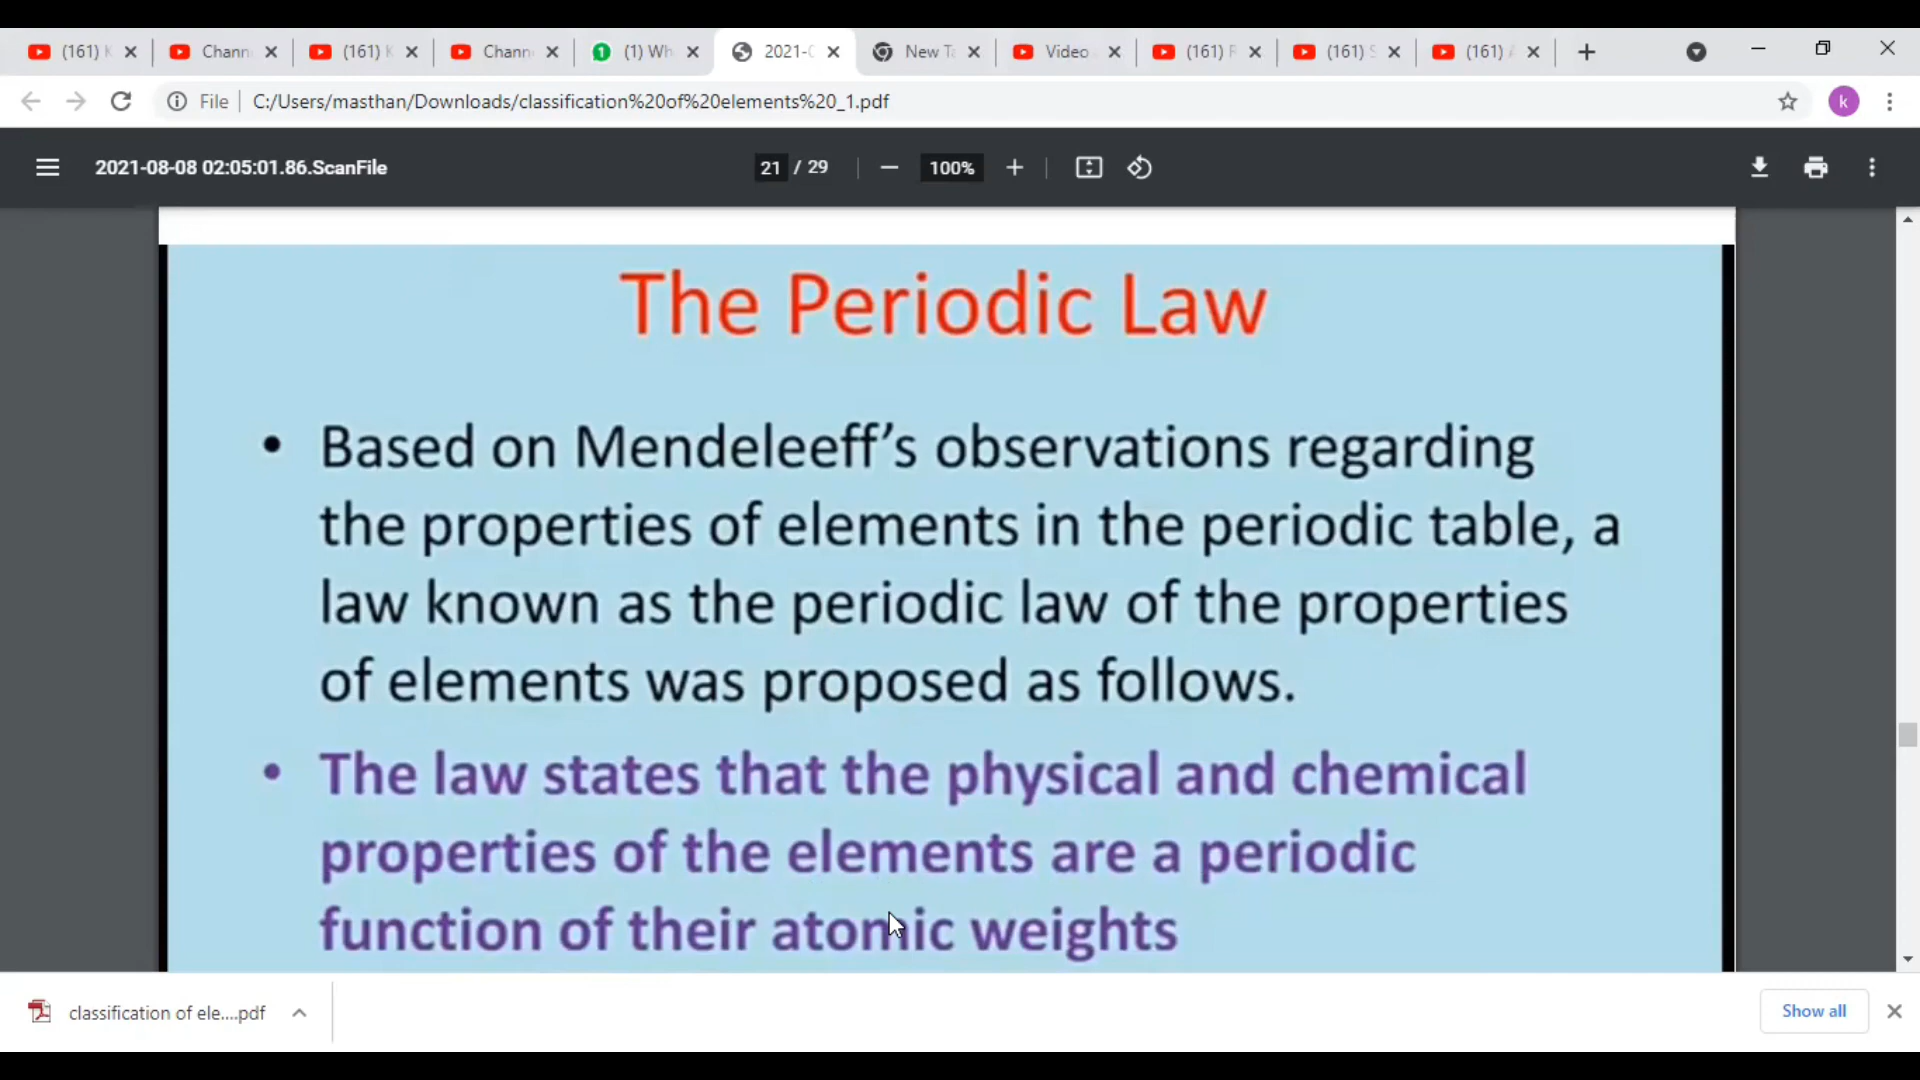 (161) Chann (161) Chann (1) Wh 2021- New T Video (161) (161) (161)
File C:/Users/masthan/Downloads/classification%20of%20elements%20_1.pdf k
2021-08-08 02:05:01.86.ScanFile 21 / 29 100%
The Periodic Law
• Based on Mendeleeff's observations regarding
the properties of elements in the periodic table, a
law known as the periodic law of the properties
of elements was proposed as follows.
• The law states that the physical and chemical
properties of the elements are a periodic
function of their atomic weights
classification of ele....pdf Show all